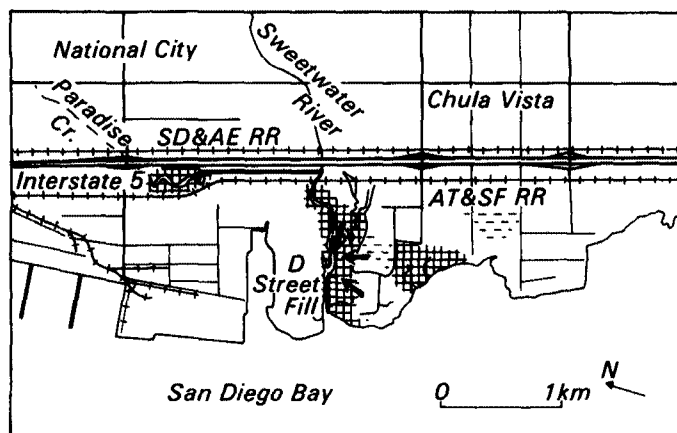 National City
Sweetwater
River
Paradise
Cr.
Chula Vista
SD&AE RR
Interstate 5
AT&SF RR
D
Street
Fill
San Diego Bay
0 1km
N